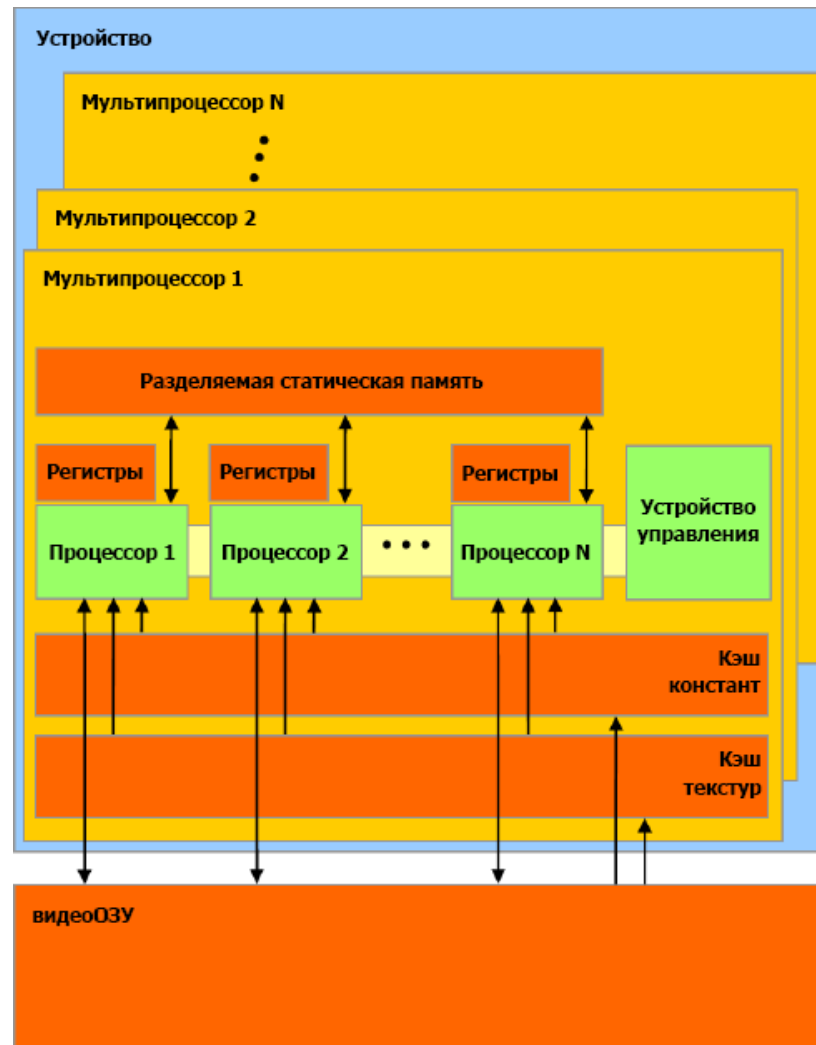 Устройство
Мультипроцессор N
Мультипроцессор 2
Мультипроцессор 1
Разделяемая статическая память
Регистры
Регистры
Регистры
Процессор 1
Процессор 2
Процессор N
Устройство
управления
Кэш
констант
Кэш
текстур
видеоОЗУ